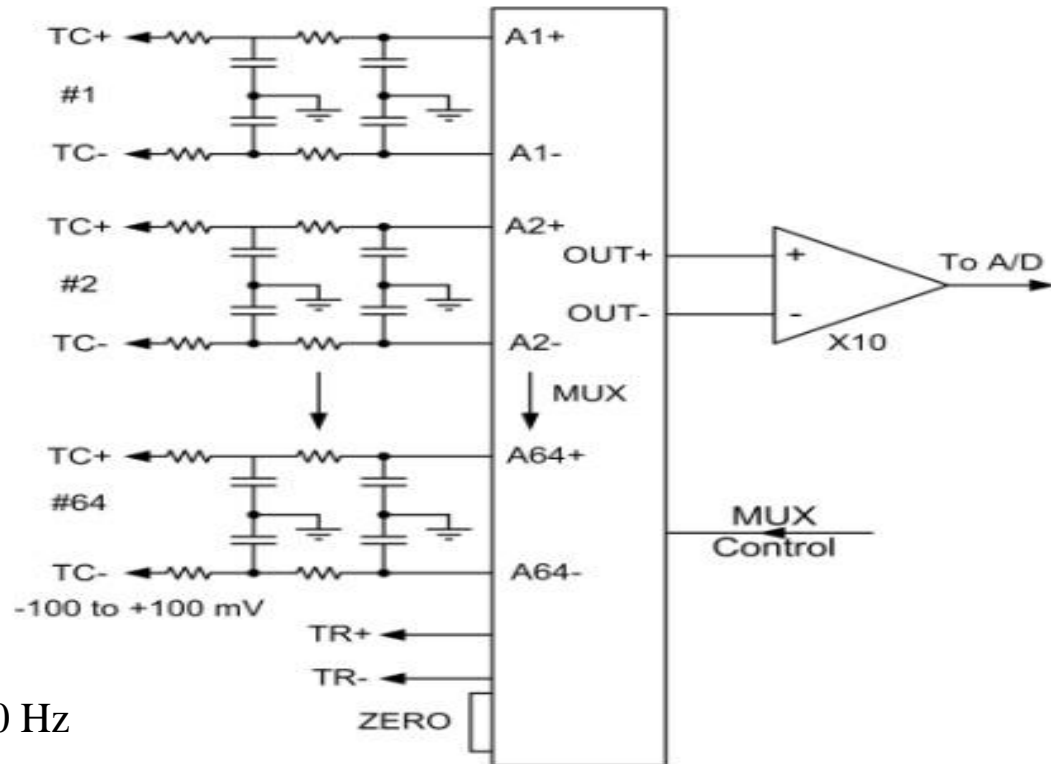 TC+
A1+
#1
TC-
A1-
TC+
A2+
OUT+
To A/D
+
#2
OUT-
-
TC-
A2-
X10
MUX
TC+
A64+
#64
MUX
Control
TC-
A64-
-100 to +100 mV
TR+
TR-
0 Hz
ZERO